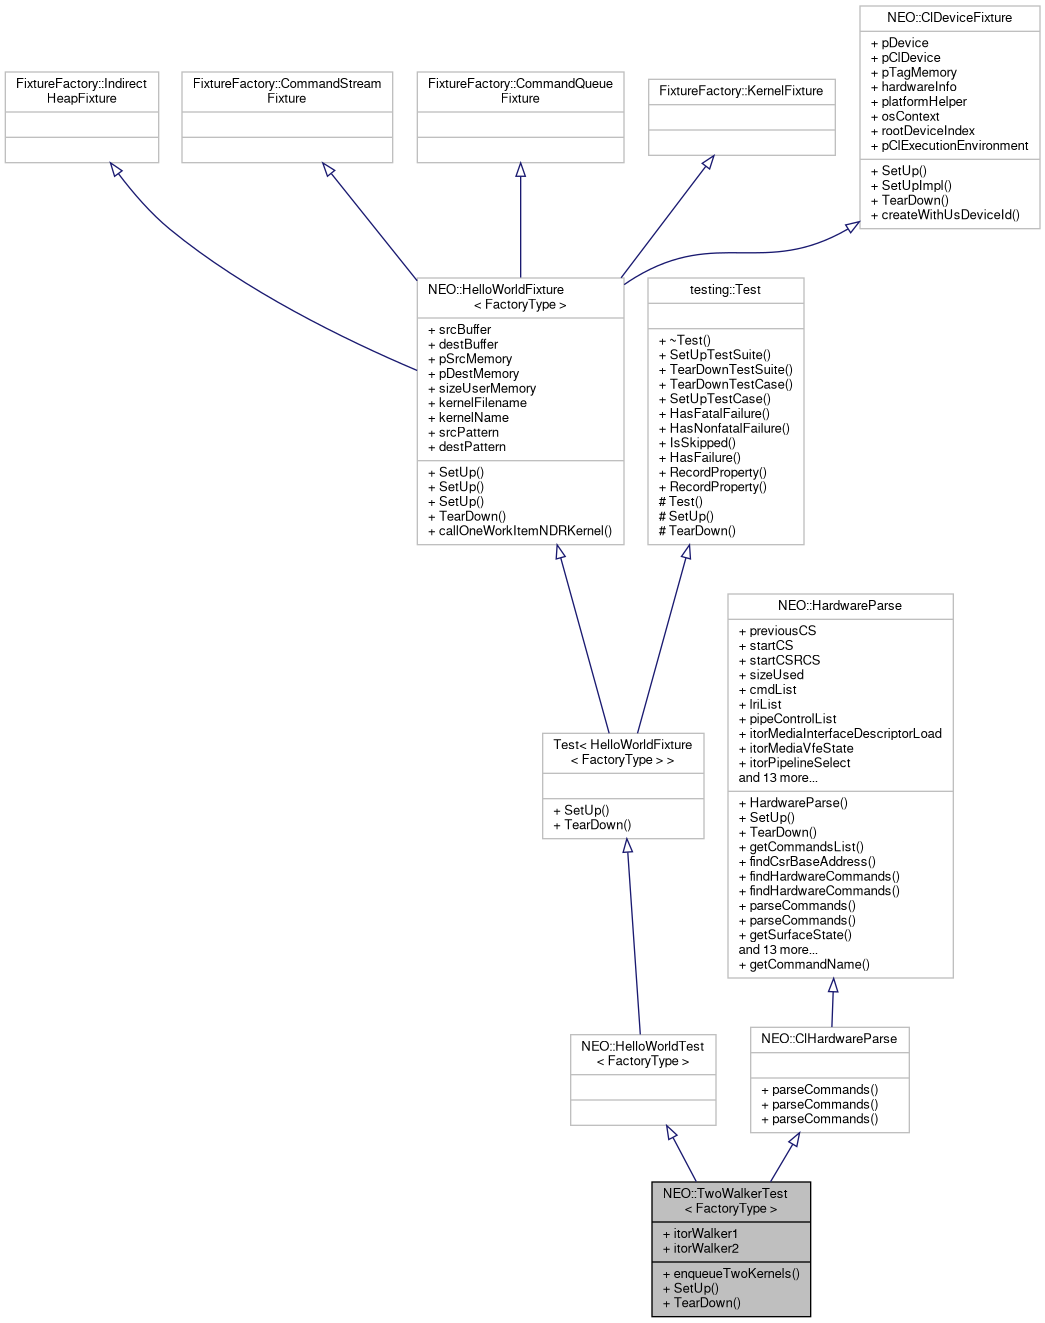 NEO::ClDeviceFixture
+ pDevice
+ pClDevice
+ pTagMemory
+ hardwareInfo
+ platformHelper
+ osContext
+ rootDeviceIndex
+ pClExecutionEnvironment
+ SetUp()
+ SetUpImpl()
+ TearDown()
+ createWithUsDeviceId()
FixtureFactory::Indirect
HeapFixture
FixtureFactory::CommandStream
Fixture
FixtureFactory::CommandQueue
Fixture
FixtureFactory::KernelFixture
NEO::HelloWorldFixture
< FactoryType >
+ srcBuffer
+ destBuffer
+ pSrcMemory
+ pDestMemory
+ sizeUserMemory
+ kernelFilename
+ kernelName
+ srcPattern
+ destPattern
+ SetUp()
+ SetUp()
+ SetUp()
+ TearDown()
+ callOneWorkItemNDRKernel()
testing::Test
+ ~Test()
+ SetUpTestSuite()
+ TearDownTestSuite()
+ TearDownTestCase()
+ SetUpTestCase()
+ HasFatalFailure()
+ HasNonfatalFailure()
+ IsSkipped()
+ HasFailure()
+ RecordProperty()
+ RecordProperty()
# Test()
# SetUp()
# TearDown()
NEO::HardwareParse
+ previousCS
+ startCS
+ startCSRCS
+ sizeUsed
+ cmdList
+ lriList
+ pipeControlList
+ itorMediaInterfaceDescriptorLoad
+ itorMediaVfeState
+ itorPipelineSelect
and 13 more...
+ HardwareParse()
+ SetUp()
+ TearDown()
+ getCommandsList()
+ findCsrBaseAddress()
+ findHardwareCommands()
+ findHardwareCommands()
+ parseCommands()
+ parseCommands()
+ getSurfaceState()
and 13 more...
+ getCommandName()
Test< HelloWorldFixture
< FactoryType > >
+ SetUp()
+ TearDown()
NEO::HelloWorldTest
< FactoryType >
NEO::ClHardwareParse
+ parseCommands()
+ parseCommands()
+ parseCommands()
NEO::TwoWalkerTest
< FactoryType >
+ itorWalker1
+ itorWalker2
+ enqueueTwoKernels()
+ SetUp()
+ TearDown()